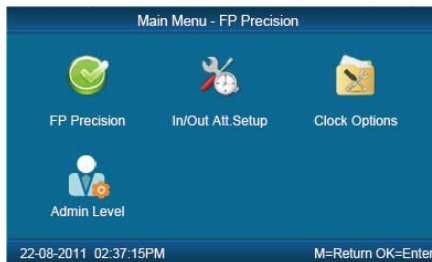 Main Menu - FP Precision
FP Precision In/Out Att.Setup Clock Options
Admin Level
22-08-2011 02:37:15PM M=Return OK=Enter